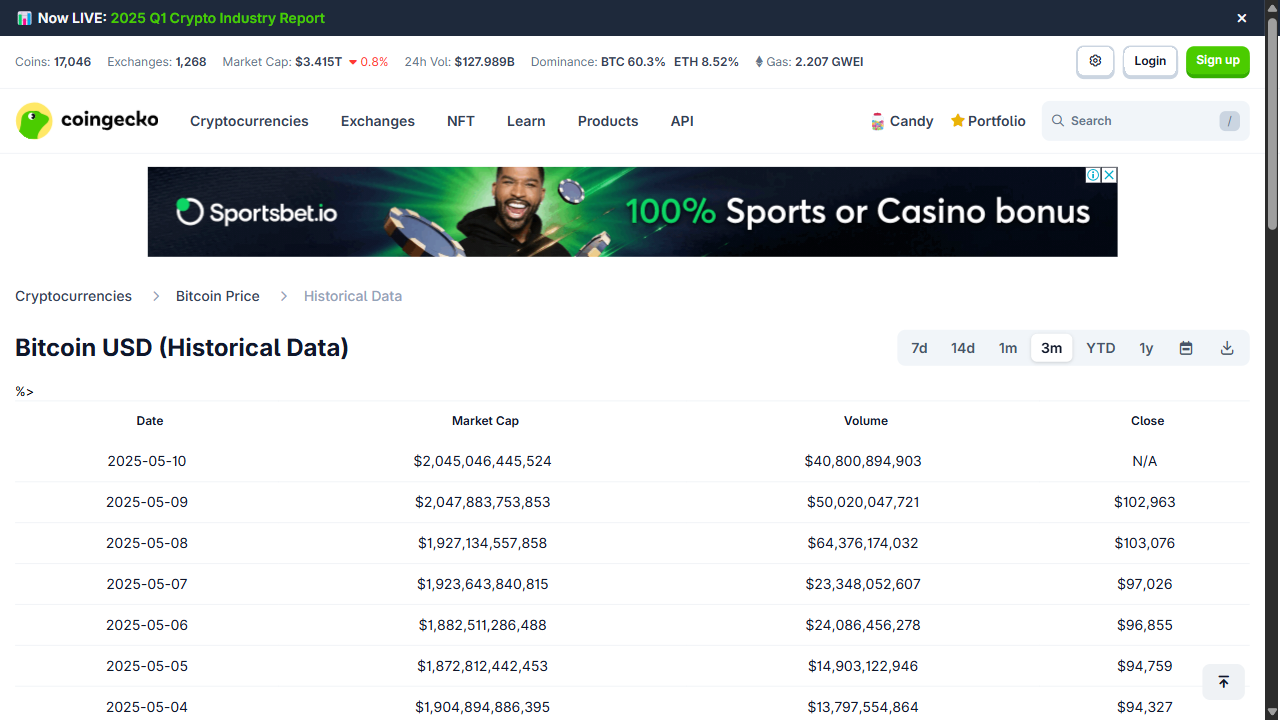 Now LIVE: 2025 Q1 Crypto Industry Report
Coins: 17,046 Exchanges: 1,268 Market Cap: $3.415T 0.8% 24h Vol: $127.989B Dominance: BTC 60.3% ETH 8.52% Gas: 2.207 GWEI
Login
Sign up
coingecko
Cryptocurrencies Exchanges NFT Learn Products API
Candy Portfolio Search /
Sportsbet.io 100% Sports or Casino bonus
Cryptocurrencies > Bitcoin Price > Historical Data
Bitcoin USD (Historical Data)
7d 14d 1m 3m YTD 1y
%>
Date Market Cap Volume Close
2025-05-10 $2,045,046,445,524 $40,800,894,903 N/A
2025-05-09 $2,047,883,753,853 $50,020,047,721 $102,963
2025-05-08 $1,927,134,557,858 $64,376,174,032 $103,076
2025-05-07 $1,923,643,840,815 $23,348,052,607 $97,026
2025-05-06 $1,882,511,286,488 $24,086,456,278 $96,855
2025-05-05 $1,872,812,442,453 $14,903,122,946 $94,759
2025-05-04 $1,904,894,886,395 $13,797,554,864 $94,327